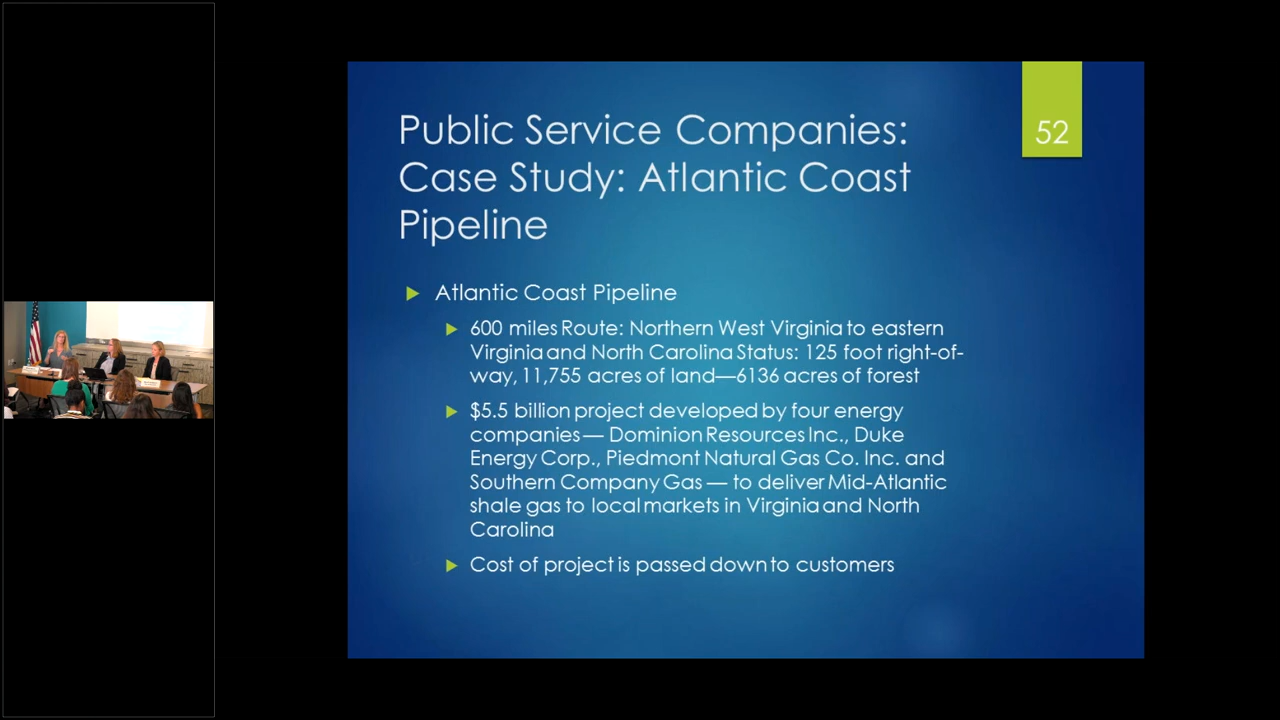 Public Service Companies:
Case Study: Atlantic Coast
Pipeline
52
Atlantic Coast Pipeline
600 miles Route: Northern West Virginia to eastern
Virginia and North Carolina Status: 125 foot right-of-
way, 11,755 acres of land—6136 acres of forest
$5.5 billion project developed by four energy
companies— Dominion Resources Inc., Duke
Energy Corp., Piedmont Natural Gas Co. Inc. and
Southern Company Gas — to deliver Mid-Atlantic
shale gas to local markets in Virginia and North
Carolina
Cost of project is passed down to customers